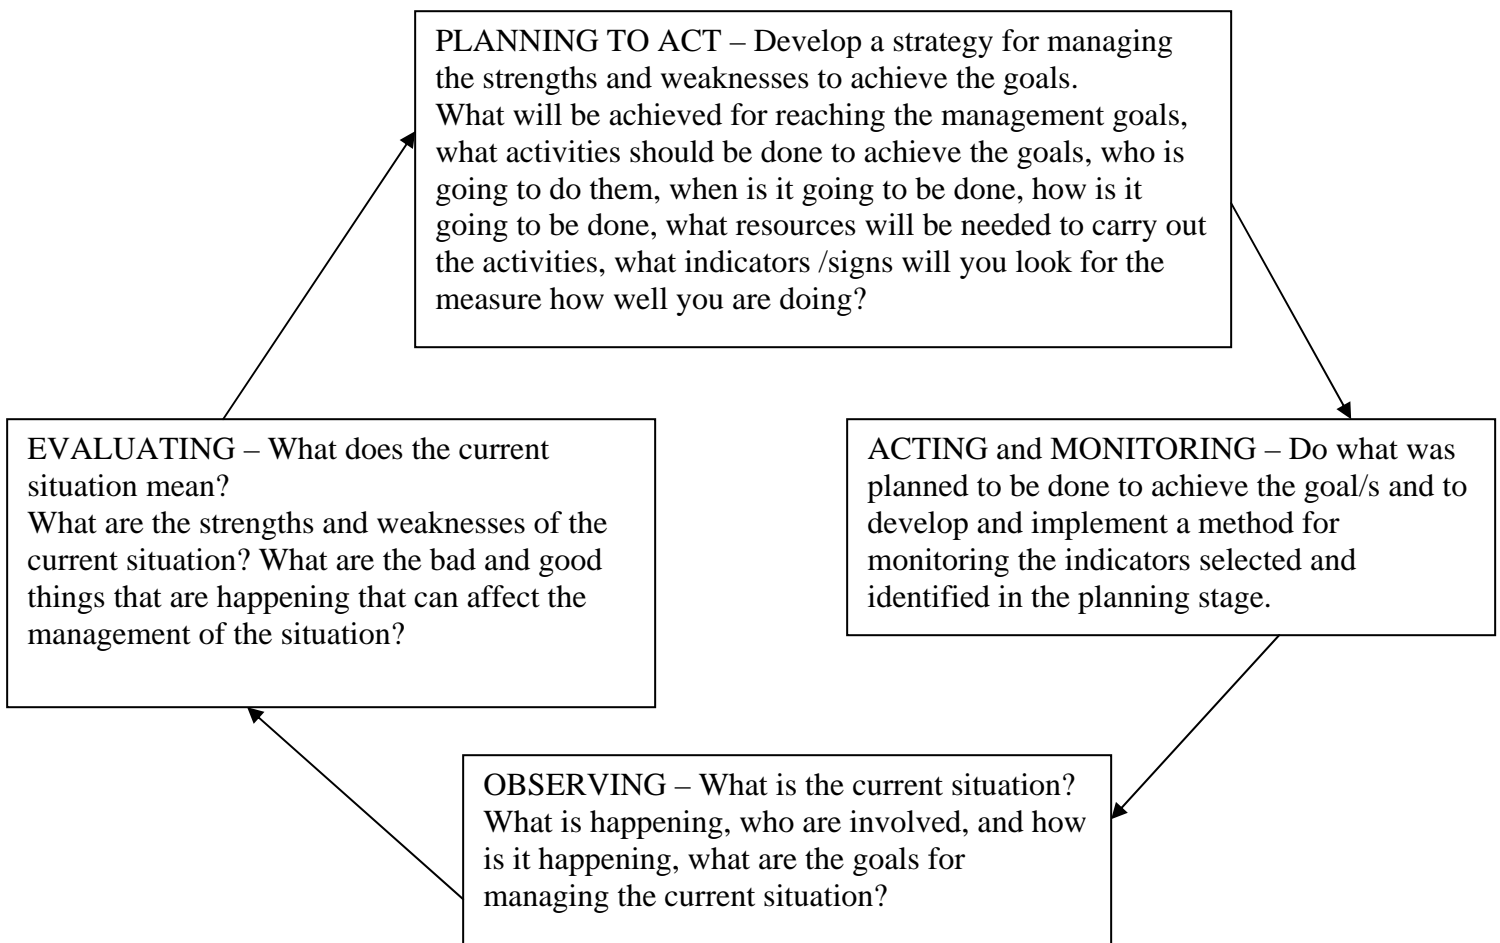 PLANNING TO ACT – Develop a strategy for managing
the strengths and weaknesses to achieve the goals.
What will be achieved for reaching the management goals,
what activities should be done to achieve the goals, who is
going to do them, when is it going to be done, how is it
going to be done, what resources will be needed to carry out
the activities, what indicators /signs will you look for the
measure how well you are doing?
EVALUATING – What does the current
situation mean?
What are the strengths and weaknesses of the
current situation? What are the bad and good
things that are happening that can affect the
management of the situation?
ACTING and MONITORING – Do what was
planned to be done to achieve the goal/s and to
develop and implement a method for
monitoring the indicators selected and
identified in the planning stage.
OBSERVING – What is the current situation?
What is happening, who are involved, and how
is it happening, what are the goals for
managing the current situation?